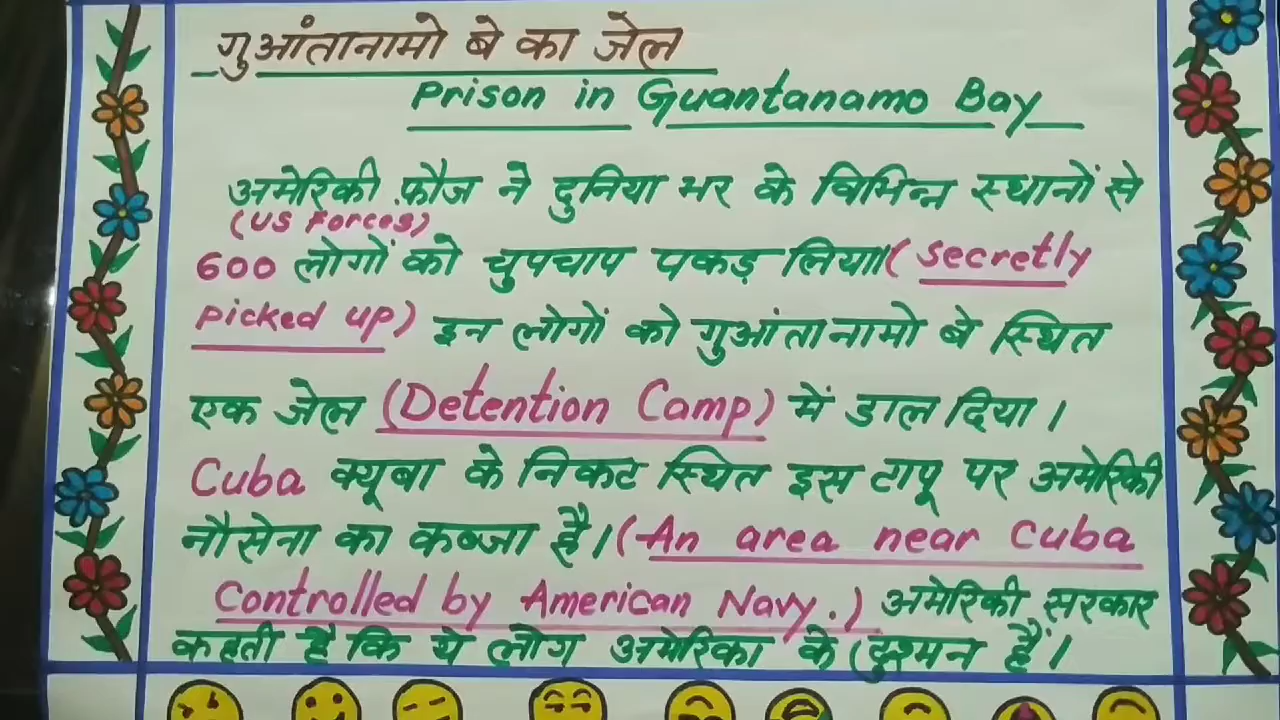 गुआंतानामो बे का जेल
Prison in Guantanamo Bay
अमेरिकी फ़ौज ने दुनिया भर के विभिन्न स्थानों से
(US Forces)
600 लोगों को चुपचाप पकड़ लिया। (secretly
picked up) इन लोगों को गुआंतानामो बे स्थित
एक जेल (Detention Camp) में डाल दिया।
Cuba क्यूबा के निकट स्थित इस टापू पर अमेरिकी
नौसेना का कब्जा है। (An area near Cuba
Controlled by American Navy.) अमेरिकी सरकार
कहती है कि ये लोग अमेरिका के दुश्मन हैं।